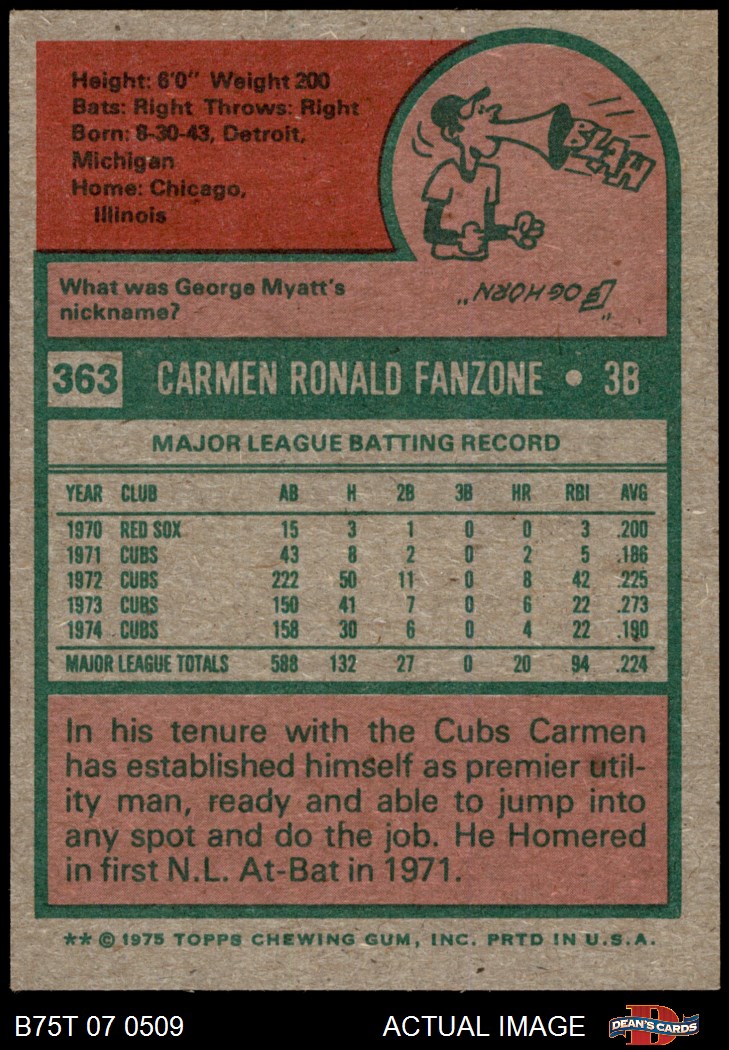 Height: 6'0" Weight 200
Bats: Right Throws: Right
Born: 8-30-43, Detroit,
Michigan
Home: Chicago,
Illinois
BLAH
What was George Myatt's
nickname?
"FOGHORN"
363 CARMEN RONALD FANZONE • 3B
MAJOR LEAGUE BATTING RECORD
YEAR CLUB AB H 2B 3B HR RBI AVG
1970 RED SOX 15 3 1 0 0 3 .200
1971 CUBS 43 8 2 0 2 5 .186
1972 CUBS 222 50 11 0 8 42 .225
1973 CUBS 150 41 7 0 6 22 .273
1974 CUBS 158 30 6 0 4 22 .190
MAJOR LEAGUE TOTALS 588 132 27 0 20 94 .224
In his tenure with the Cubs Carmen
has established himself as premier util-
ity man, ready and able to jump into
any spot and do the job. He Homered
in first N.L. At-Bat in 1971.
** © 1975 TOPPS CHEWING GUM, INC. PRTD IN U.S.A.
B75T 07 0509 ACTUAL IMAGE D DEAN'S CARDS